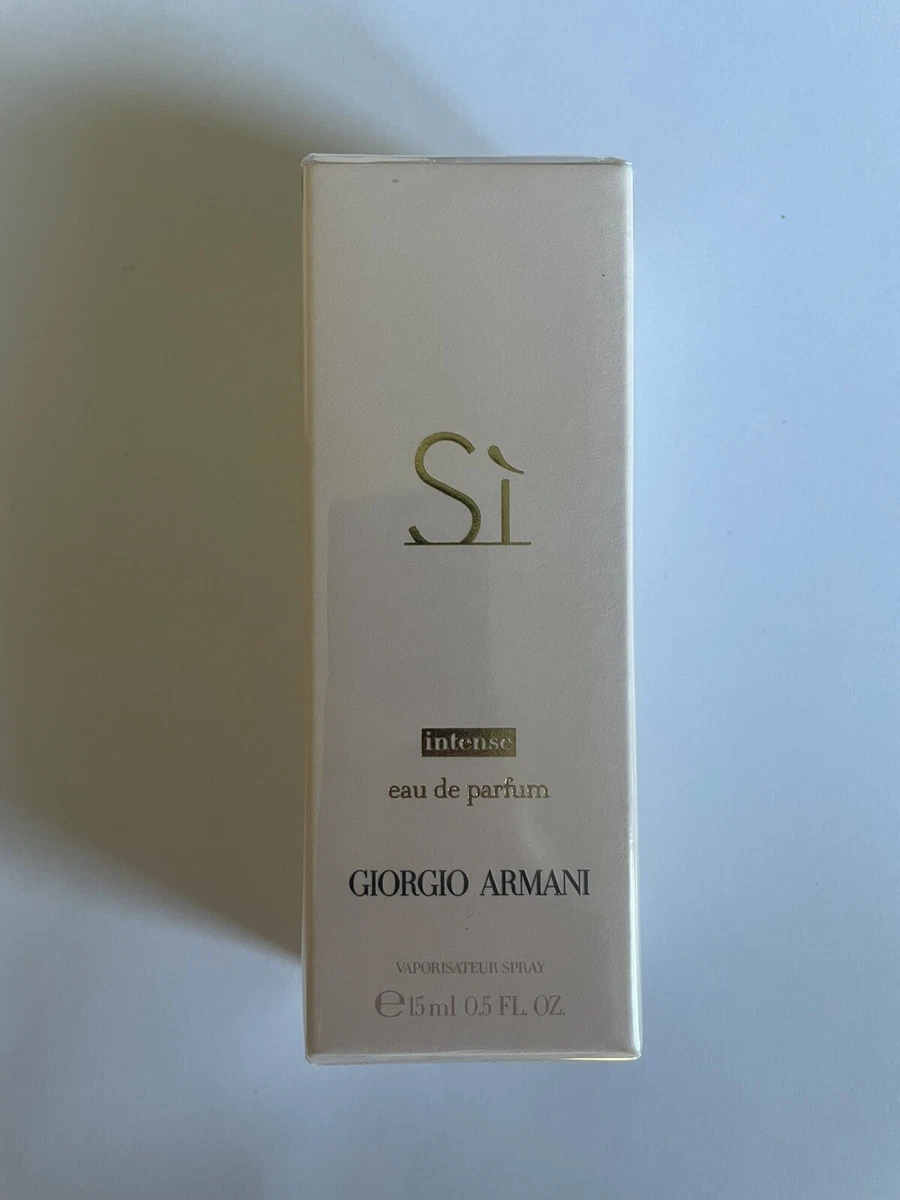 Sì
intense
eau de parfum
GIORGIO ARMANI
VAPORISATEUR SPRAY
℮15 ml 0.5 FL. OZ.